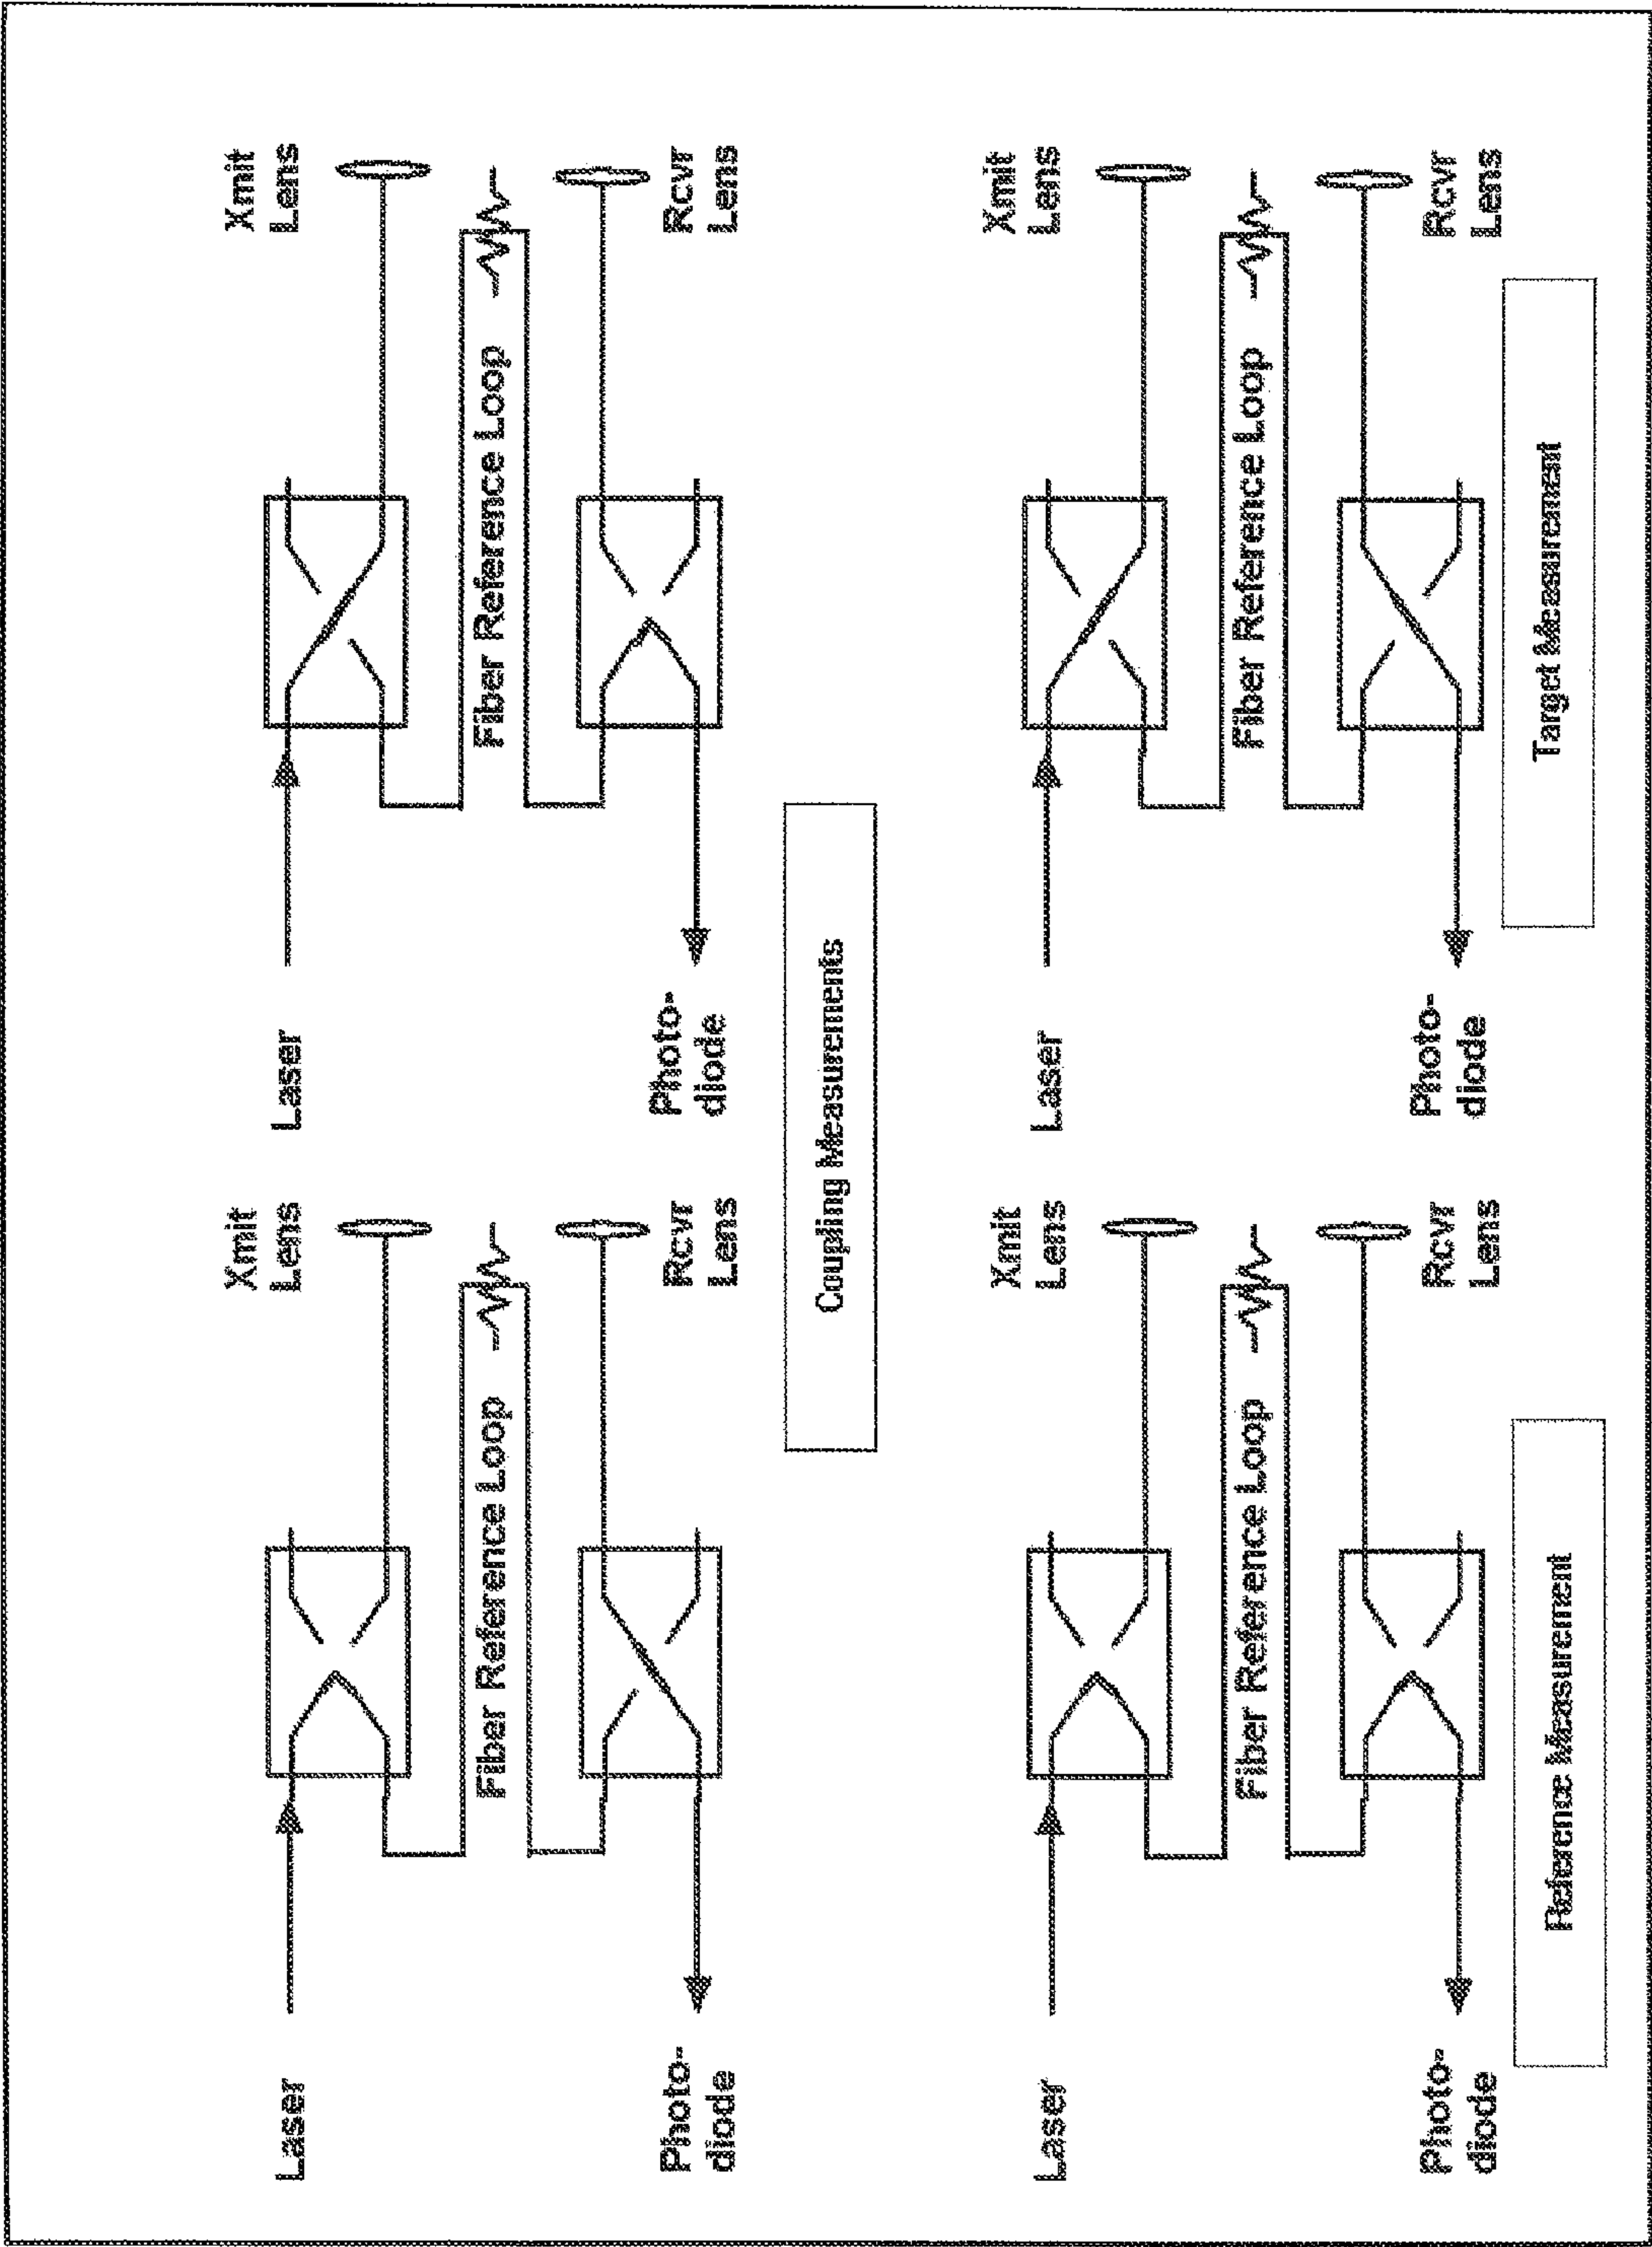 Xmit
Lens
Laser
Fiber Reference Loop
Photo-
diode
Rcvr
Lens
Xmit
Lens
Laser
Fiber Reference Loop
Photo-
diode
Rcvr
Lens
Coupling Measurements
Xmit
Lens
Laser
Fiber Reference Loop
Photo-
diode
Rcvr
Lens
Reference Measurement
Xmit
Lens
Laser
Fiber Reference Loop
Photo-
diode
Rcvr
Lens
Target Measurement